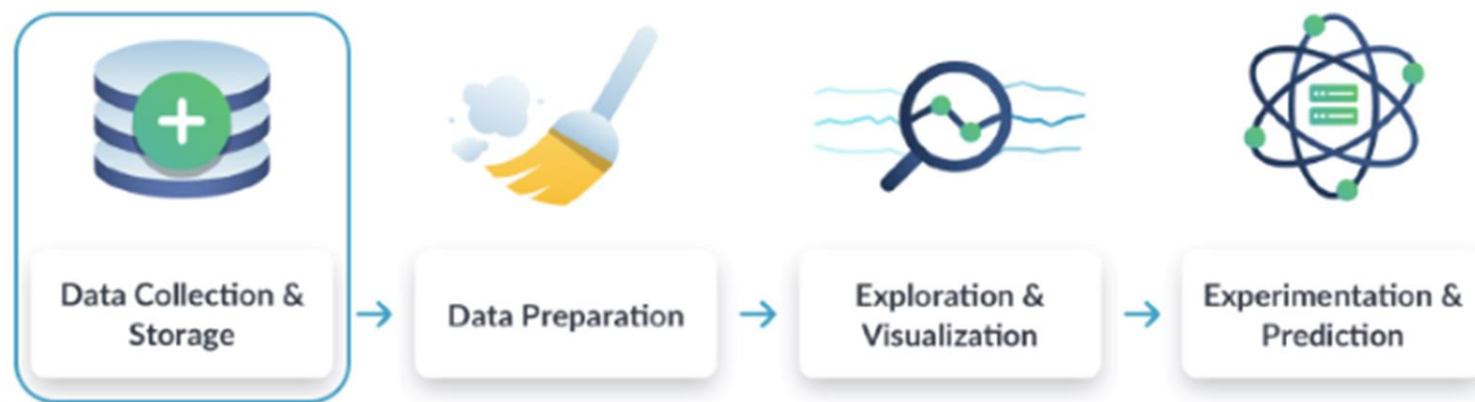 Data Collection &
Storage
Data Preparation
Exploration &
Visualization
Experimentation &
Prediction